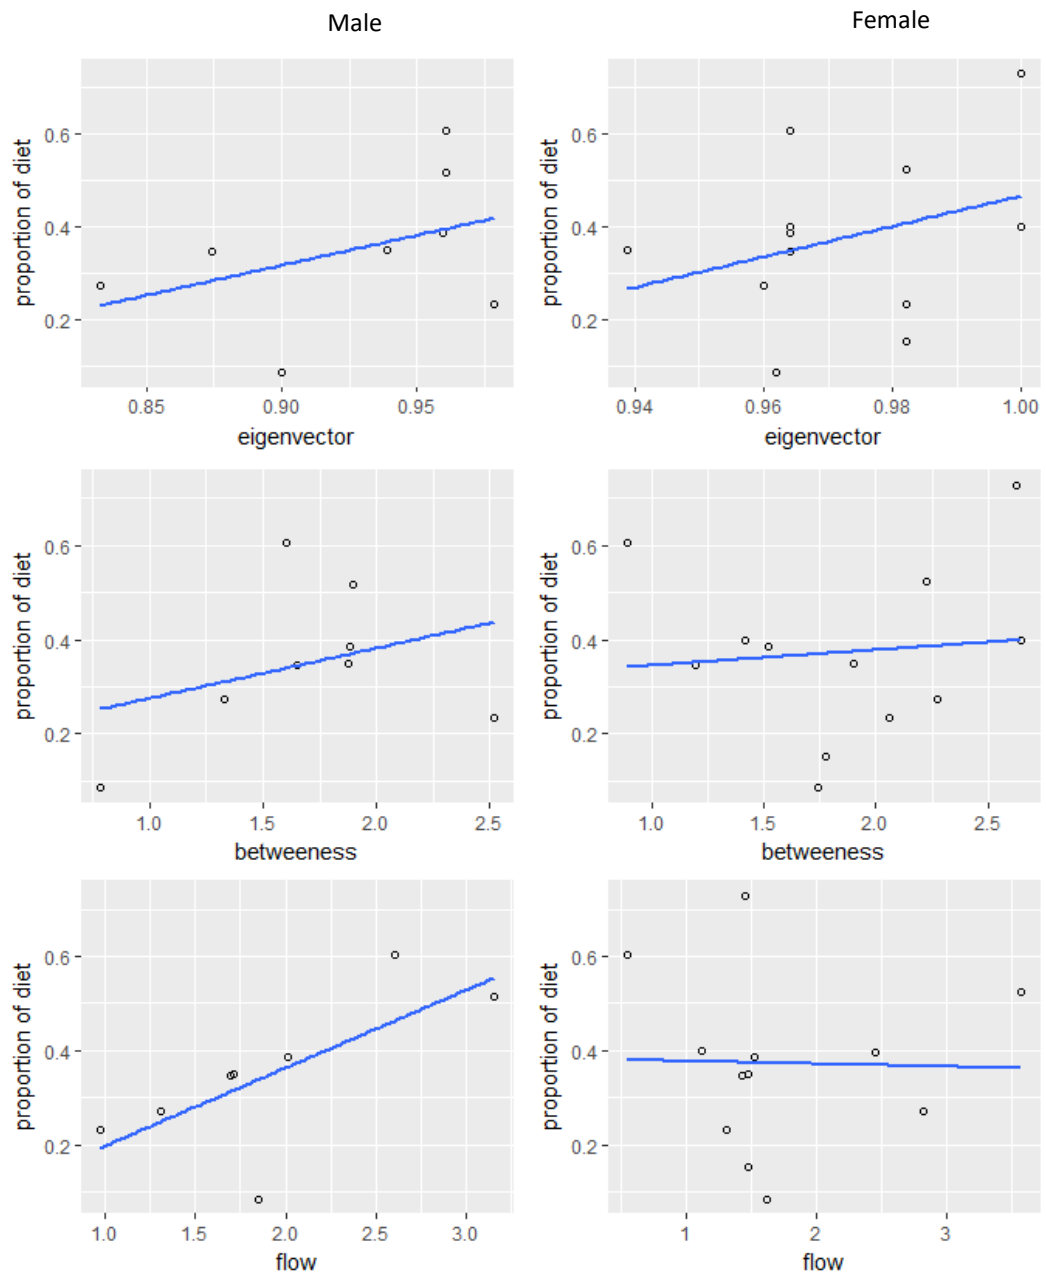 Male
Female
proportion of diet
0.6
0.4
0.2
0.85 0.90 0.95
eigenvector
proportion of diet
0.6
0.4
0.2
0.94 0.96 0.98 1.00
eigenvector
proportion of diet
0.6
0.4
0.2
1.0 1.5 2.0 2.5
betweeness
proportion of diet
0.6
0.4
0.2
1.0 1.5 2.0 2.5
betweeness
proportion of diet
0.6
0.4
0.2
1.0 1.5 2.0 2.5 3.0
flow
proportion of diet
0.6
0.4
0.2
1 2 3
flow